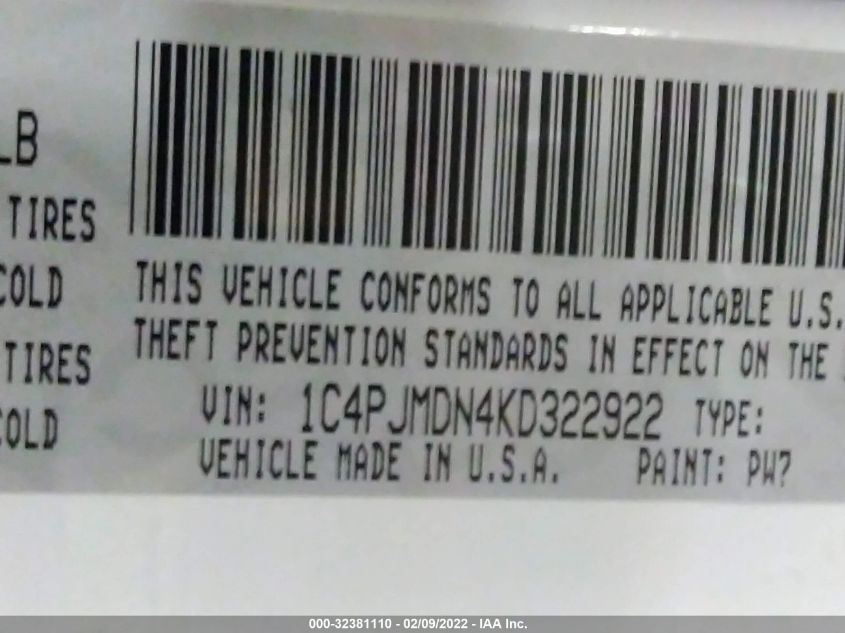 LB
TIRES
COLD
TIRES
COLD
THIS VEHICLE CONFORMS TO ALL APPLICABLE U.S.
THEFT PREVENTION STANDARDS IN EFFECT ON THE
VIN: 1C4PJMDN4KD322922 TYPE:
VEHICLE MADE IN U.S.A. PAINT: PW7
000-32381110 - 02/09/2022 - IAA Inc.